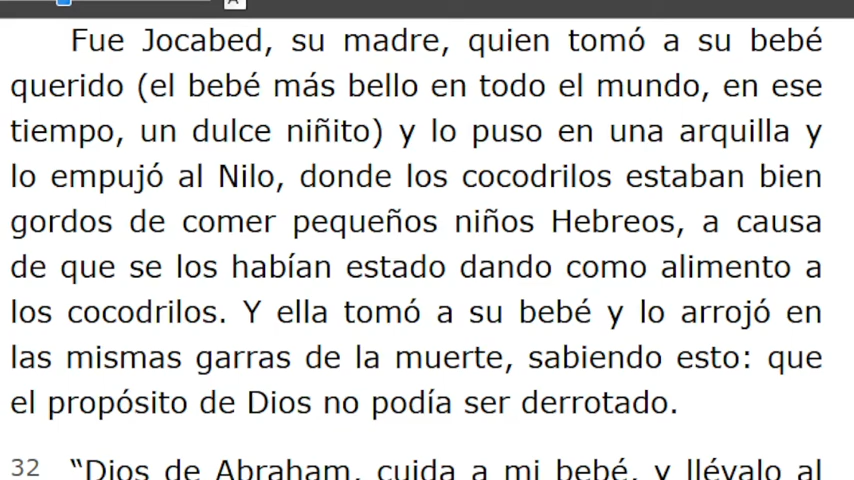 Fue Jocabed, su madre, quien tomó a su bebé
querido (el bebé más bello en todo el mundo, en ese
tiempo, un dulce niñito) y lo puso en una arquilla y
lo empujó al Nilo, donde los cocodrilos estaban bien
gordos de comer pequeños niños Hebreos, a causa
de que se los habían estado dando como alimento a
los cocodrilos. Y ella tomó a su bebé y lo arrojó en
las mismas garras de la muerte, sabiendo esto: que
el propósito de Dios no podía ser derrotado.
32 “Dios de Abraham, cuida a mi bebé, y llévalo al